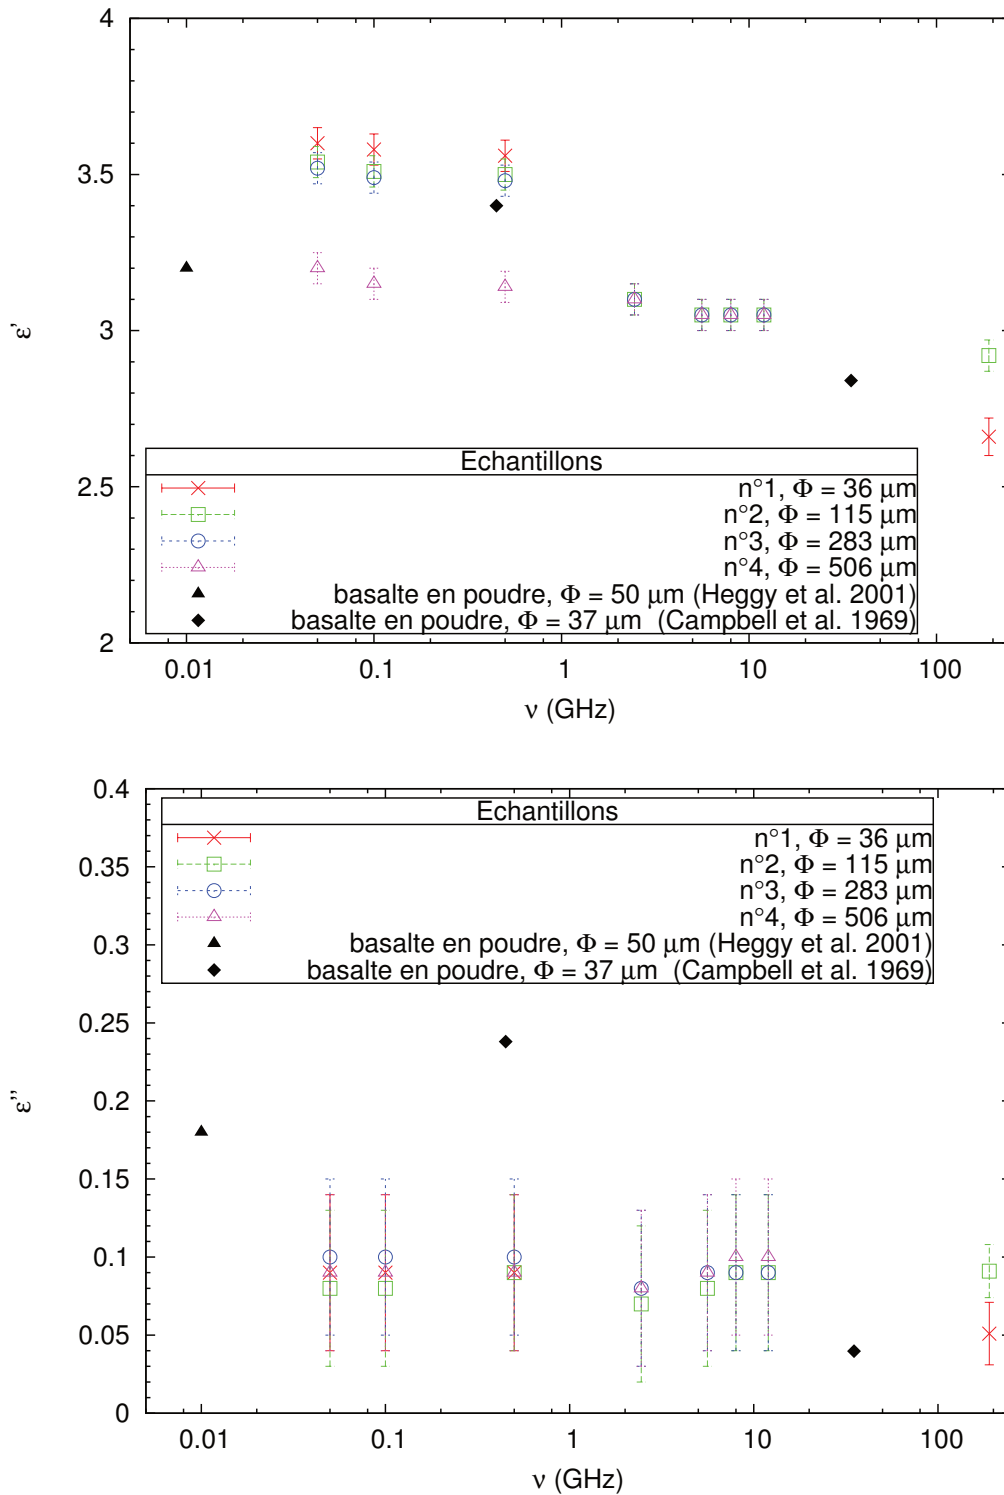 4
3.5
3
2.5
2
ε'
Echantillons
n°1, Φ = 36 μm
n°2, Φ = 115 μm
n°3, Φ = 283 μm
n°4, Φ = 506 μm
basalte en poudre, Φ = 50 μm (Heggy et al. 2001)
basalte en poudre, Φ = 37 μm (Campbell et al. 1969)
0.01 0.1 1 10 100
ν (GHz)
0.4
0.35
0.3
0.25
0.2
0.15
0.1
0.05
0
ε"
Echantillons
n°1, Φ = 36 μm
n°2, Φ = 115 μm
n°3, Φ = 283 μm
n°4, Φ = 506 μm
basalte en poudre, Φ = 50 μm (Heggy et al. 2001)
basalte en poudre, Φ = 37 μm (Campbell et al. 1969)
0.01 0.1 1 10 100
ν (GHz)